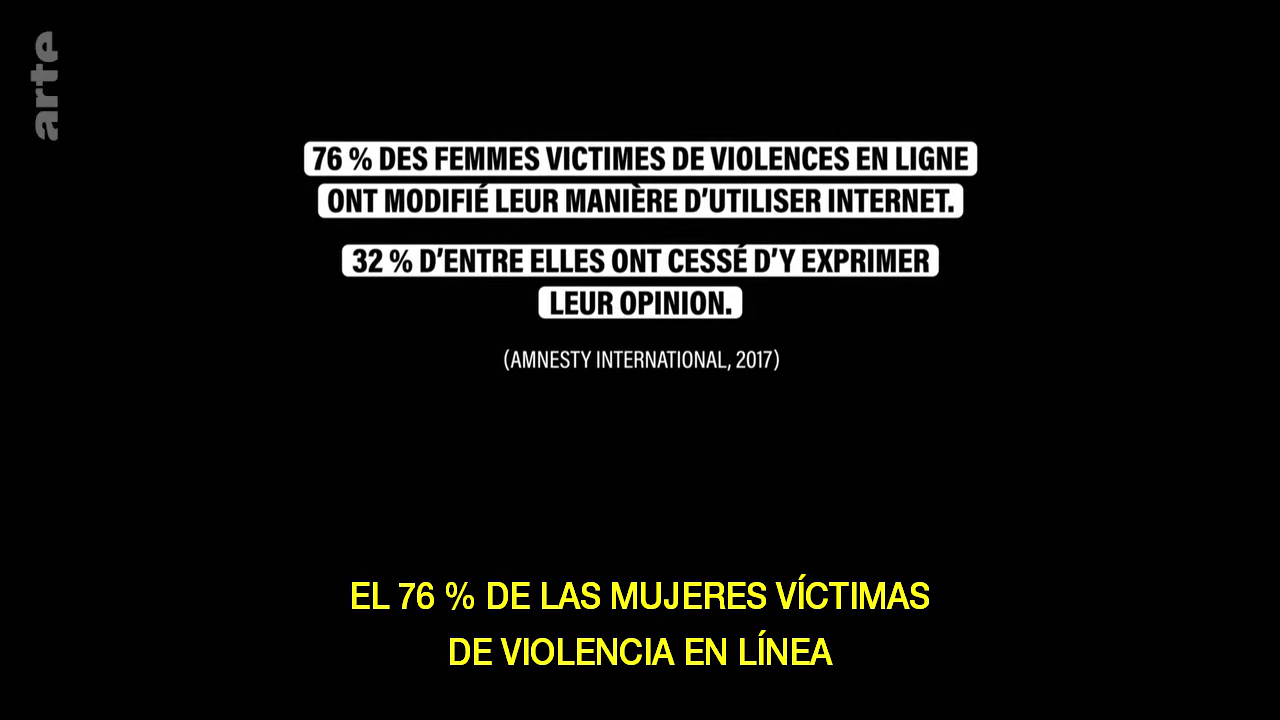 arte
76 % DES FEMMES VICTIMES DE VIOLENCES EN LIGNE
ONT MODIFIÉ LEUR MANIÈRE D'UTILISER INTERNET.
32 % D'ENTRE ELLES ONT CESSÉ D'Y EXPRIMER
LEUR OPINION.
(AMNESTY INTERNATIONAL, 2017)
EL 76 % DE LAS MUJERES VÍCTIMAS
DE VIOLENCIA EN LÍNEA